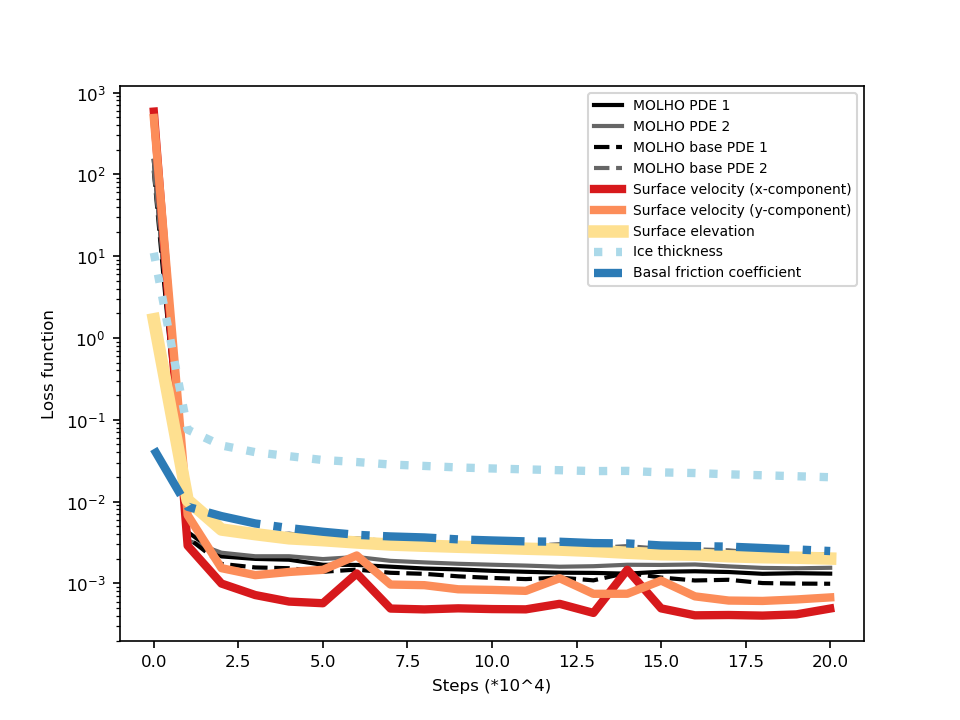 10^3
10^2
10^1
10^0
10^−1
10^−2
10^−3
Loss function
0.0 2.5 5.0 7.5 10.0 12.5 15.0 17.5 20.0
Steps (*10^4)
MOLHO PDE 1
MOLHO PDE 2
MOLHO base PDE 1
MOLHO base PDE 2
Surface velocity (x-component)
Surface velocity (y-component)
Surface elevation
Ice thickness
Basal friction coefficient